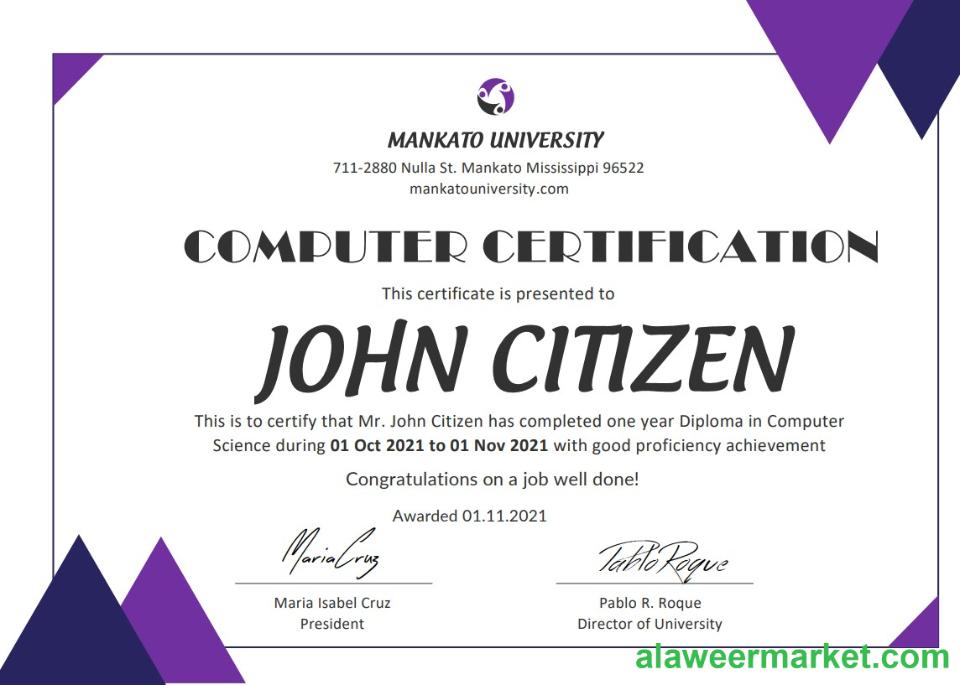 MANKATO UNIVERSITY
711-2880 Nulla St. Mankato Mississippi 96522
mankatouniversity.com
COMPUTER CERTIFICATION
This certificate is presented to
JOHN CITIZEN
This is to certify that Mr. John Citizen has completed one year Diploma in Computer
Science during 01 Oct 2021 to 01 Nov 2021 with good proficiency achievement
Congratulations on a job well done!
Awarded 01.11.2021
Maria Cruz
Pablo Roque
Maria Isabel Cruz
Pablo R. Roque
President
Director of University
alaweermarket.com